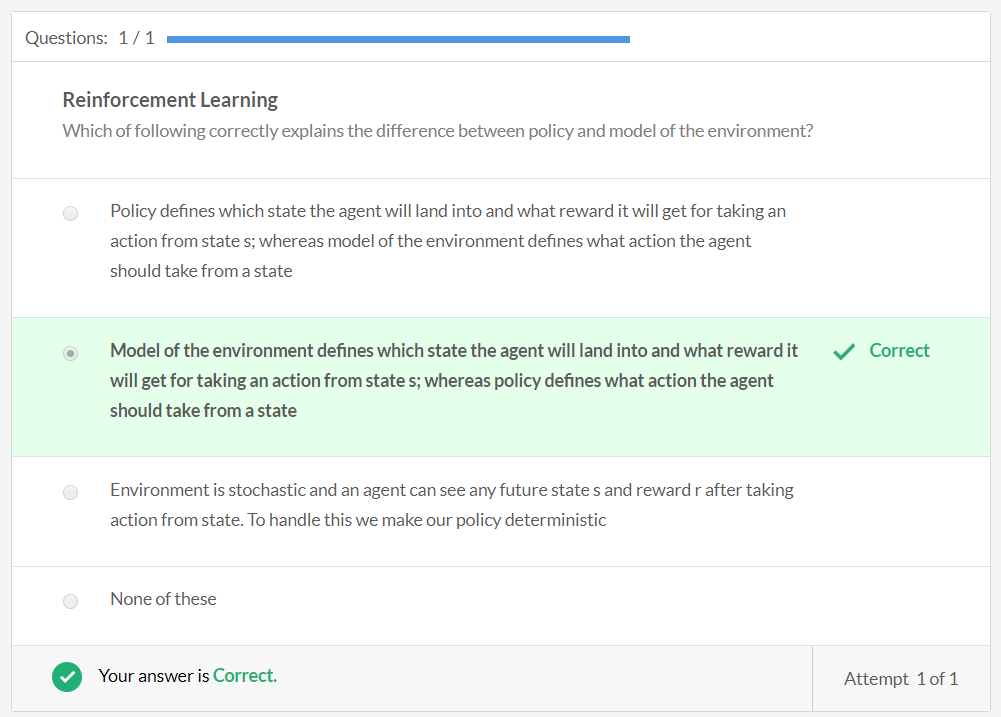 Questions: 1 / 1
Reinforcement Learning
Which of following correctly explains the difference between policy and model of the environment?
Policy defines which state the agent will land into and what reward it will get for taking an
action from state s; whereas model of the environment defines what action the agent
should take from a state
Model of the environment defines which state the agent will land into and what reward it
will get for taking an action from state s; whereas policy defines what action the agent
should take from a state
Correct
Environment is stochastic and an agent can see any future state s and reward r after taking
action from state. To handle this we make our policy deterministic
None of these
Your answer is Correct.
Attempt 1 of 1